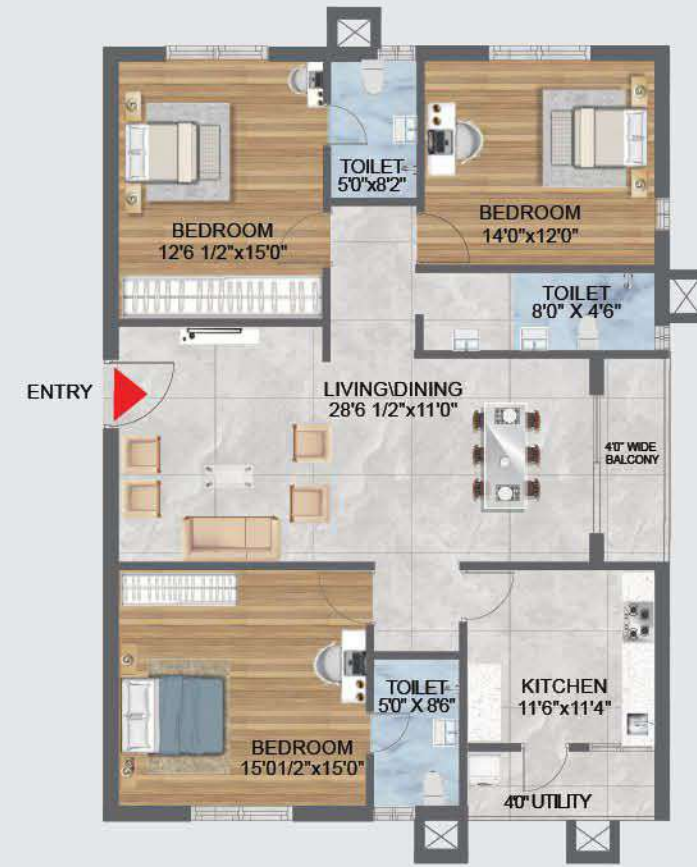 TOILET
5'0"x8'2"
BEDROOM
12'6 1/2"x15'0"
BEDROOM
14'0"x12'0"
TOILET
8'0" X 4'6"
ENTRY
LIVING\DINING
28'6 1/2"x11'0"
4'0" WIDE
BALCONY
TOILET
5'0" X 8'6"
KITCHEN
11'6"x11'4"
BEDROOM
15'01/2"x15'0"
4'0" UTILITY